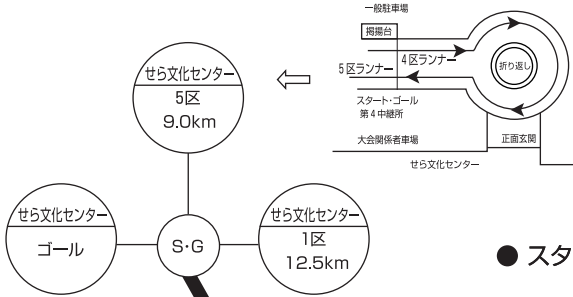 一般駐車場
掲揚台
4区ランナー
折り返し
5区ランナー
スタート・ゴール
第4中継所
大会関係者車場
正面玄関
せら文化センター
せら文化センター
5区
9.0km
せら文化センター
ゴール
S・G
せら文化センター
1区
12.5km
● スタ